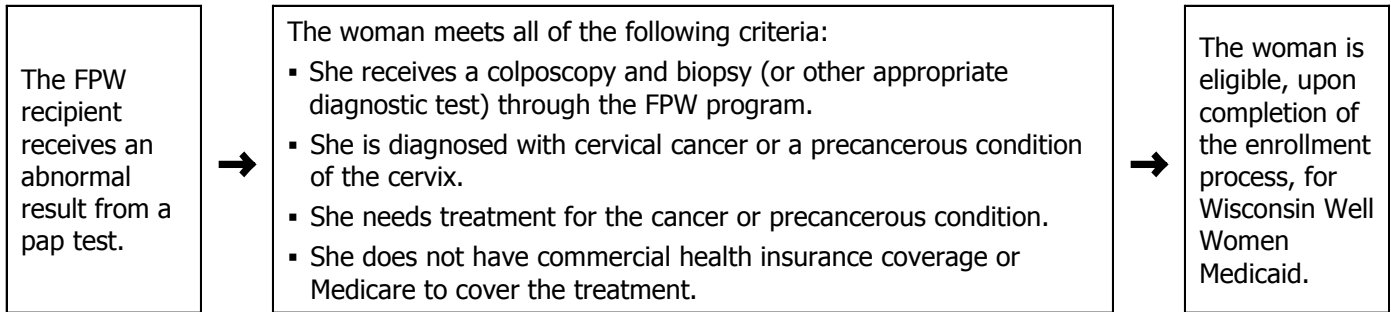 The FPW
recipient
receives an
abnormal
result from a
pap test.
→
The woman meets all of the following criteria:
▪ She receives a colposcopy and biopsy (or other appropriate
diagnostic test) through the FPW program.
▪ She is diagnosed with cervical cancer or a precancerous condition
of the cervix.
▪ She needs treatment for the cancer or precancerous condition.
▪ She does not have commercial health insurance coverage or
Medicare to cover the treatment.
→
The woman is
eligible, upon
completion of
the enrollment
process, for
Wisconsin Well
Women
Medicaid.